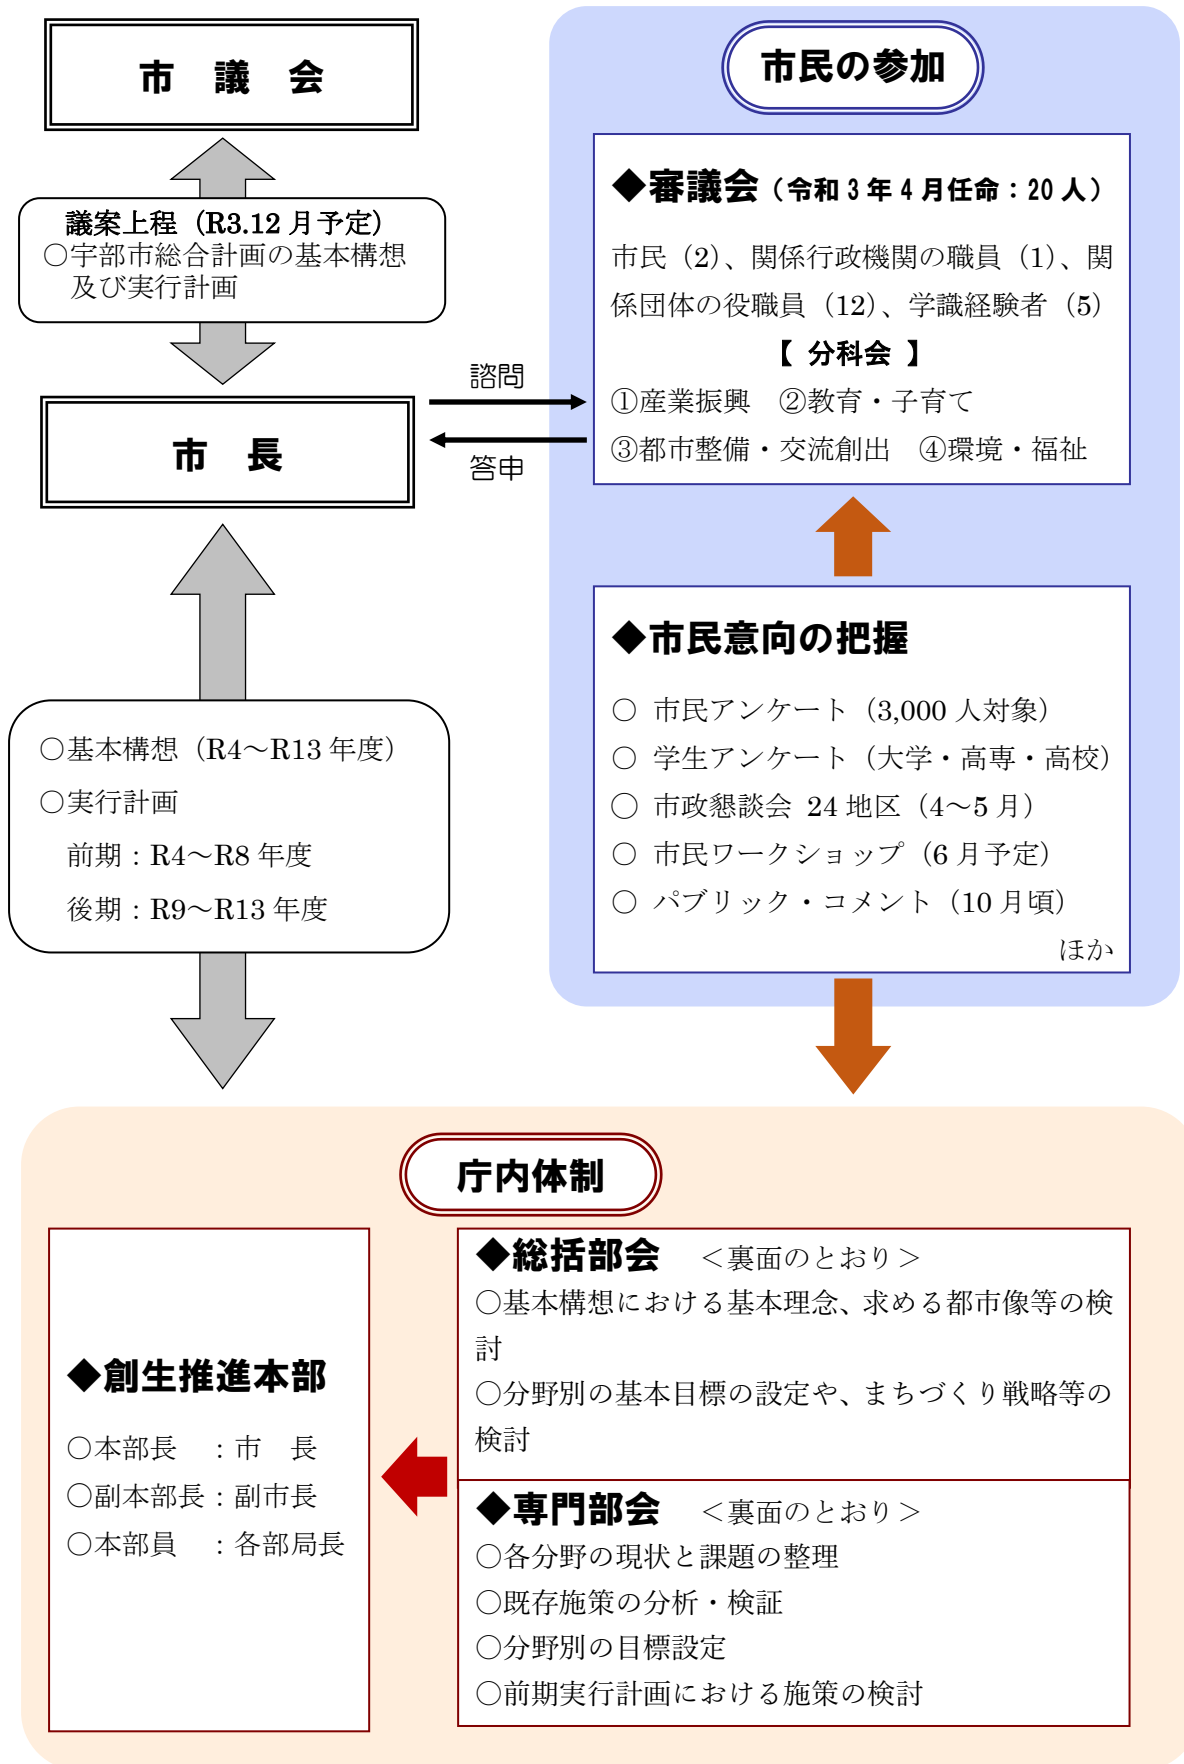 市　議　会
議案上程（R3.12 月予定）
○宇部市総合計画の基本構想
及び実行計画
市　長
諮問
答申
市民の参加
◆審議会（令和 3 年 4 月任命：20 人）
市民（2）、関係行政機関の職員（1）、関
係団体の役職員（12）、学識経験者（5）
【 分科会 】
①産業振興　②教育・子育て
③都市整備・交流創出　④環境・福祉
◆市民意向の把握
○ 市民アンケート（3,000 人対象）
○ 学生アンケート（大学・高専・高校）
○ 市政懇談会 24 地区（4～5 月）
○ 市民ワークショップ（6 月予定）
○ パブリック・コメント（10 月頃）
ほか
○基本構想（R4～R13 年度）
○実行計画
前期：R4～R8 年度
後期：R9～R13 年度
庁内体制
◆創生推進本部
○本部長　：市　長
○副本部長：副市長
○本部員　：各部局長
◆総括部会　＜裏面のとおり＞
○基本構想における基本理念、求める都市像等の検
討
○分野別の基本目標の設定や、まちづくり戦略等の
検討
◆専門部会　＜裏面のとおり＞
○各分野の現状と課題の整理
○既存施策の分析・検証
○分野別の目標設定
○前期実行計画における施策の検討